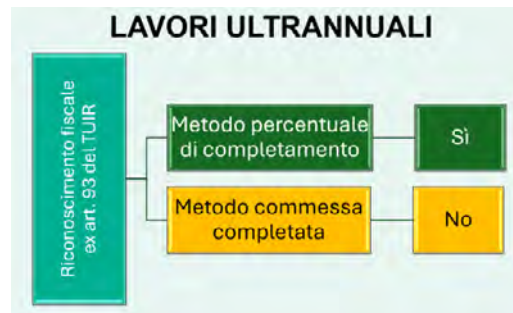 LAVORI ULTRANNUALI
Riconoscimento fiscale
ex art. 93 del TUIR
Metodo percentuale
di completamento
Sì
Metodo commessa
completata
No